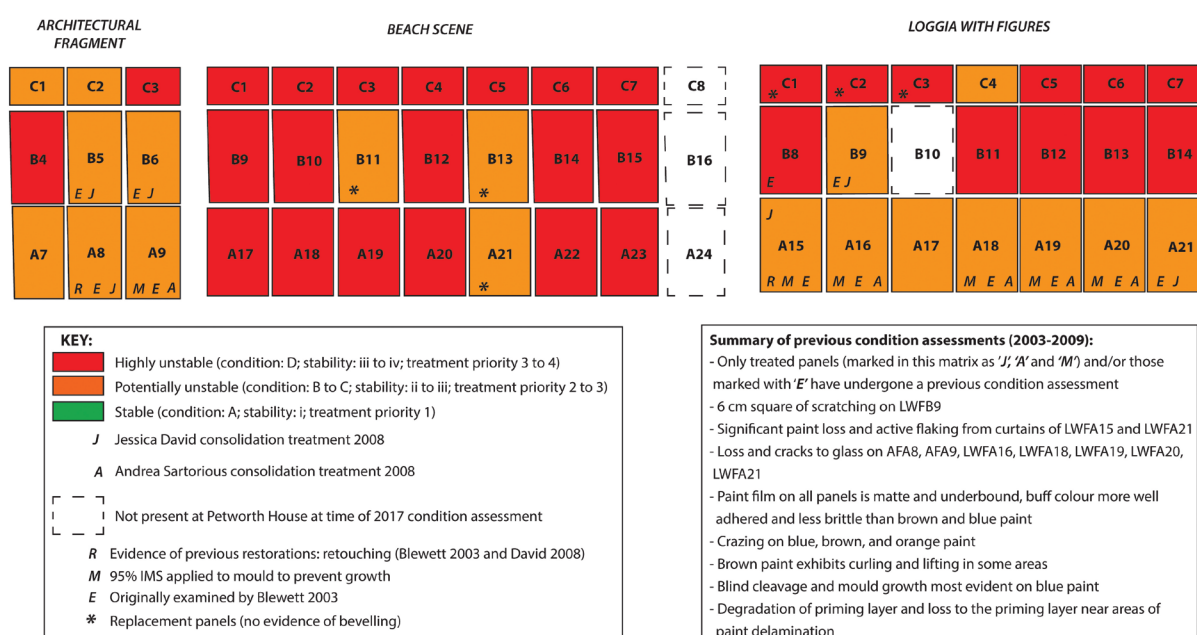 ARCHITECTURAL
FRAGMENT
BEACH SCENE
LOGGIA WITH FIGURES
C1 C2 C3
C1 C2 C3 C4 C5 C6 C7 C8
* C1 * C2 * C3 C4 C5 C6 C7
B4 B5 B6
E J E J
B9 B10 B11 B12 B13 B14 B15 B16
* *
B8 B9 B10 B11 B12 B13 B14
E E J
A7 A8 A9
R E J M E A
A17 A18 A19 A20 A21 A22 A23 A24
*
J
A15 A16 A17 A18 A19 A20 A21
R M E M E A M E A M E A M E A E J
KEY:
Highly unstable (condition: D; stability: iii to iv; treatment priority 3 to 4)
Potentially unstable (condition: B to C; stability: ii to iii; treatment priority 2 to 3)
Stable (condition: A; stability: i; treatment priority 1)
J Jessica David consolidation treatment 2008
A Andrea Sartorious consolidation treatment 2008
Not present at Petworth House at time of 2017 condition assessment
R Evidence of previous restorations: retouching (Blewett 2003 and David 2008)
M 95% IMS applied to mould to prevent growth
E Originally examined by Blewett 2003
* Replacement panels (no evidence of bevelling)
Summary of previous condition assessments (2003-2009):
- Only treated panels (marked in this matrix as 'J', 'A' and 'M') and/or those
marked with 'E' have undergone a previous condition assessment
- 6 cm square of scratching on LWFB9
- Significant paint loss and active flaking from curtains of LWFA15 and LWFA21
- Loss and cracks to glass on AFA8, AFA9, LWFA16, LWFA18, LWFA19, LWFA20,
LWFA21
- Paint film on all panels is matte and underbound, buff colour more well
adhered and less brittle than brown and blue paint
- Crazing on blue, brown, and orange paint
- Brown paint exhibits curling and lifting in some areas
- Blind cleavage and mould growth most evident on blue paint
- Degradation of priming layer and loss to the priming layer near areas of
paint delamination